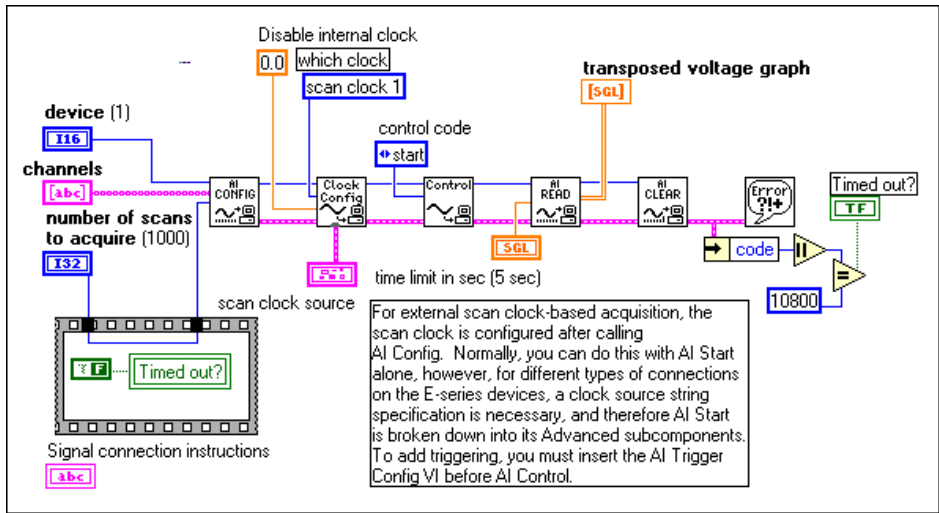 Disable internal clock
0.0
which clock
scan clock 1
transposed voltage graph
[SGL]
device (1)
I16
control code
start
channels
[abc]
AI CONFIG
Clock Config
Control
AI READ
AI CLEAR
Error ?!+
Timed out?
TF
number of scans
to acquire (1000)
I32
SGL
code
=
10800
scan clock source
time limit in sec (5 sec)
F
Timed out?
For external scan clock-based acquisition, the
scan clock is configured after calling
AI Config. Normally, you can do this with AI Start
alone, however, for different types of connections
on the E-series devices, a clock source string
specification is necessary, and therefore AI Start
is broken down into its Advanced subcomponents.
To add triggering, you must insert the AI Trigger
Config VI before AI Control.
Signal connection instructions
abc